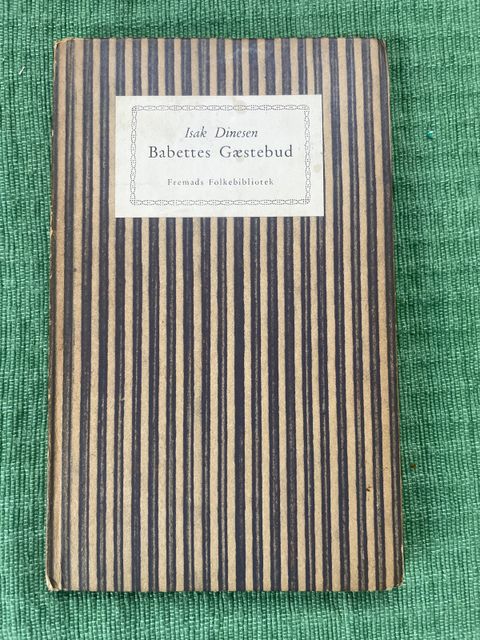 Isak Dinesen
Babettes Gæstebud
Fremads Folkebibliotek